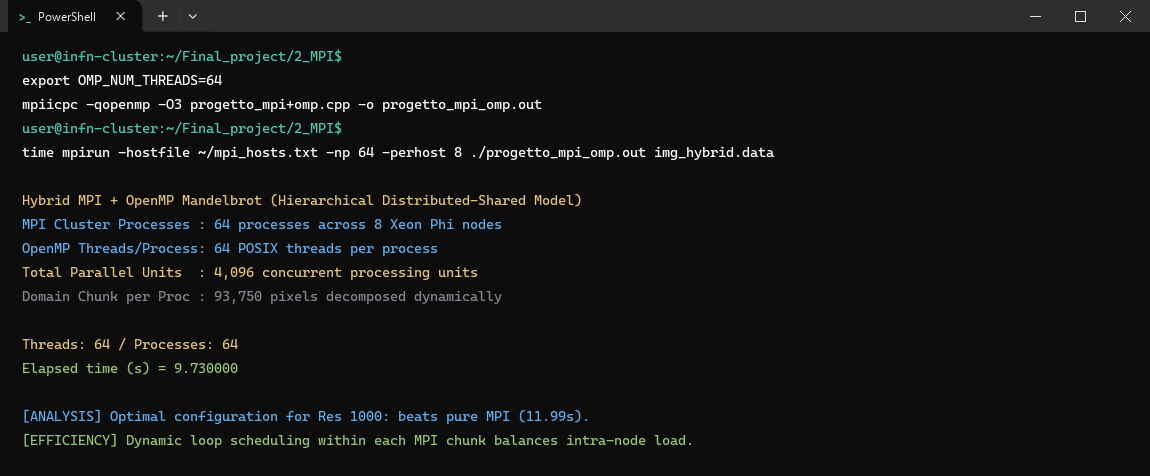 >_ PowerShell
user@infn-cluster:~/Final_project/2_MPI$
export OMP_NUM_THREADS=64
mpiicpc -qopenmp -O3 progetto_mpi+omp.cpp -o progetto_mpi_omp.out
user@infn-cluster:~/Final_project/2_MPI$
time mpirun -hostfile ~/mpi_hosts.txt -np 64 -perhost 8 ./progetto_mpi_omp.out img_hybrid.data
Hybrid MPI + OpenMP Mandelbrot (Hierarchical Distributed-Shared Model)
MPI Cluster Processes : 64 processes across 8 Xeon Phi nodes
OpenMP Threads/Process: 64 POSIX threads per process
Total Parallel Units  : 4,096 concurrent processing units
Domain Chunk per Proc : 93,750 pixels decomposed dynamically
Threads: 64 / Processes: 64
Elapsed time (s) = 9.730000
[ANALYSIS] Optimal configuration for Res 1000: beats pure MPI (11.99s).
[EFFICIENCY] Dynamic loop scheduling within each MPI chunk balances intra-node load.